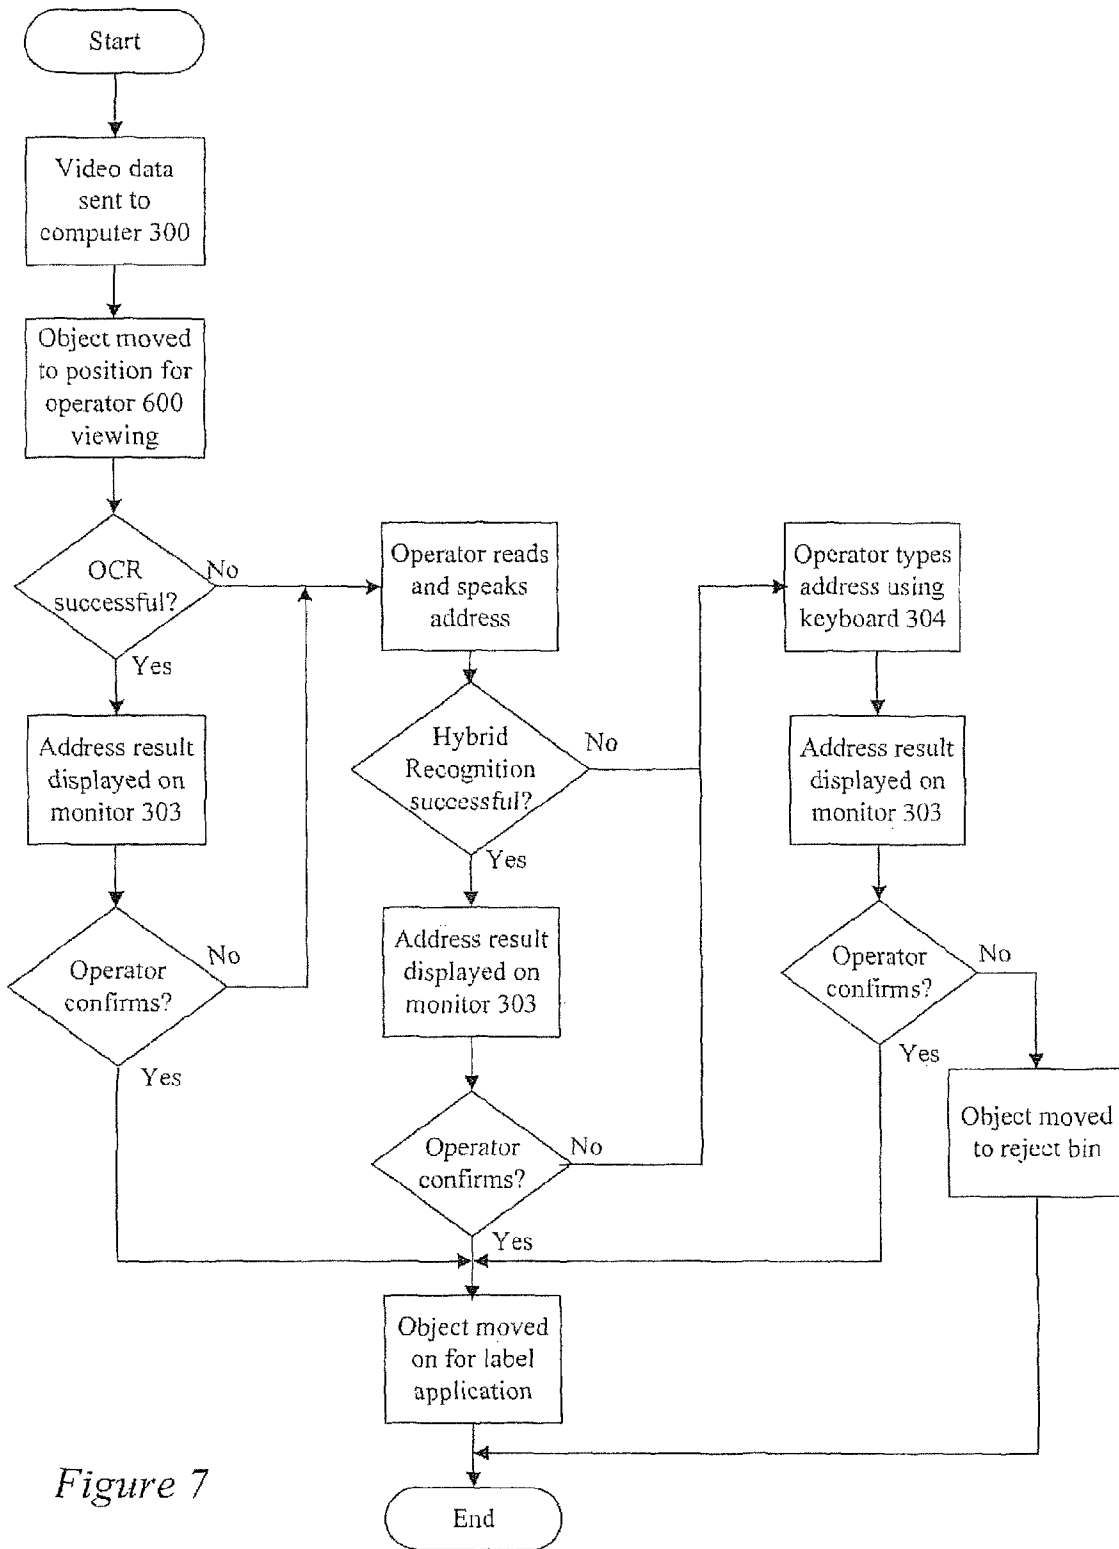 Start
Video data
sent to
computer 300
Object moved
to position for
operator 600
viewing
OCR
successful?
No
Yes
Address result
displayed on
monitor 303
Operator
confirms?
No
Yes
Operator reads
and speaks
address
Hybrid
Recognition
successful?
No
Yes
Address result
displayed on
monitor 303
Operator
confirms?
No
Yes
Operator types
address using
keyboard 304
Address result
displayed on
monitor 303
Operator
confirms?
No
Yes
Object moved
to reject bin
Object moved
on for label
application
End
Figure 7